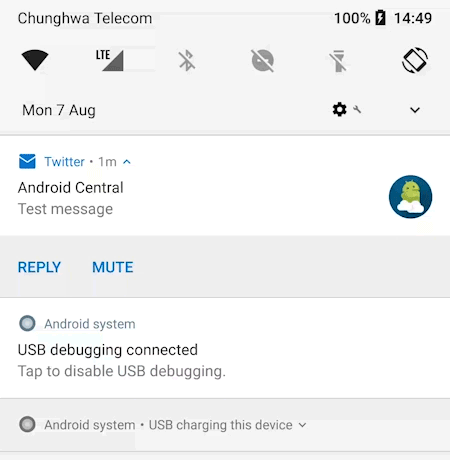 Chunghwa Telecom 100% 14:49
LTE
Mon 7 Aug
Twitter • 1m
Android Central
Test message
REPLY MUTE
Android system
USB debugging connected
Tap to disable USB debugging.
Android system • USB charging this device